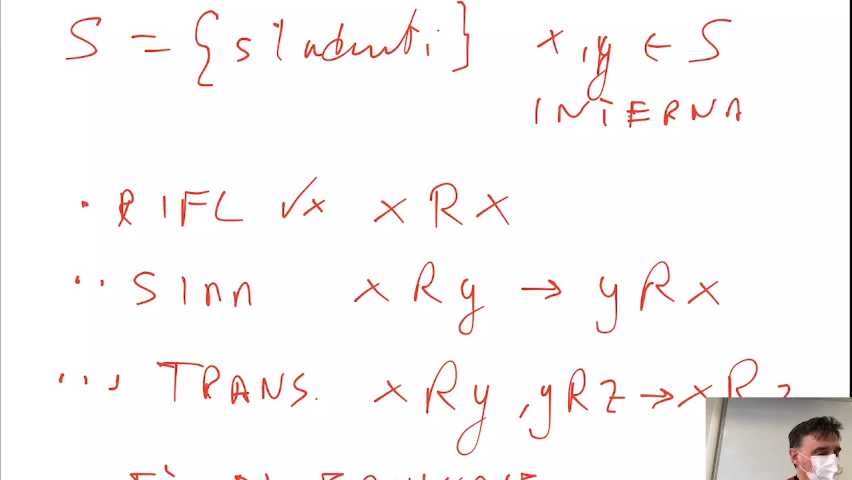 S = {studenti} x, y ∈ S
INTERNA
· RIFL ∀x x R x
·· SIMM x R y → y R x
··· TRANS. x R y, y R z → x R z